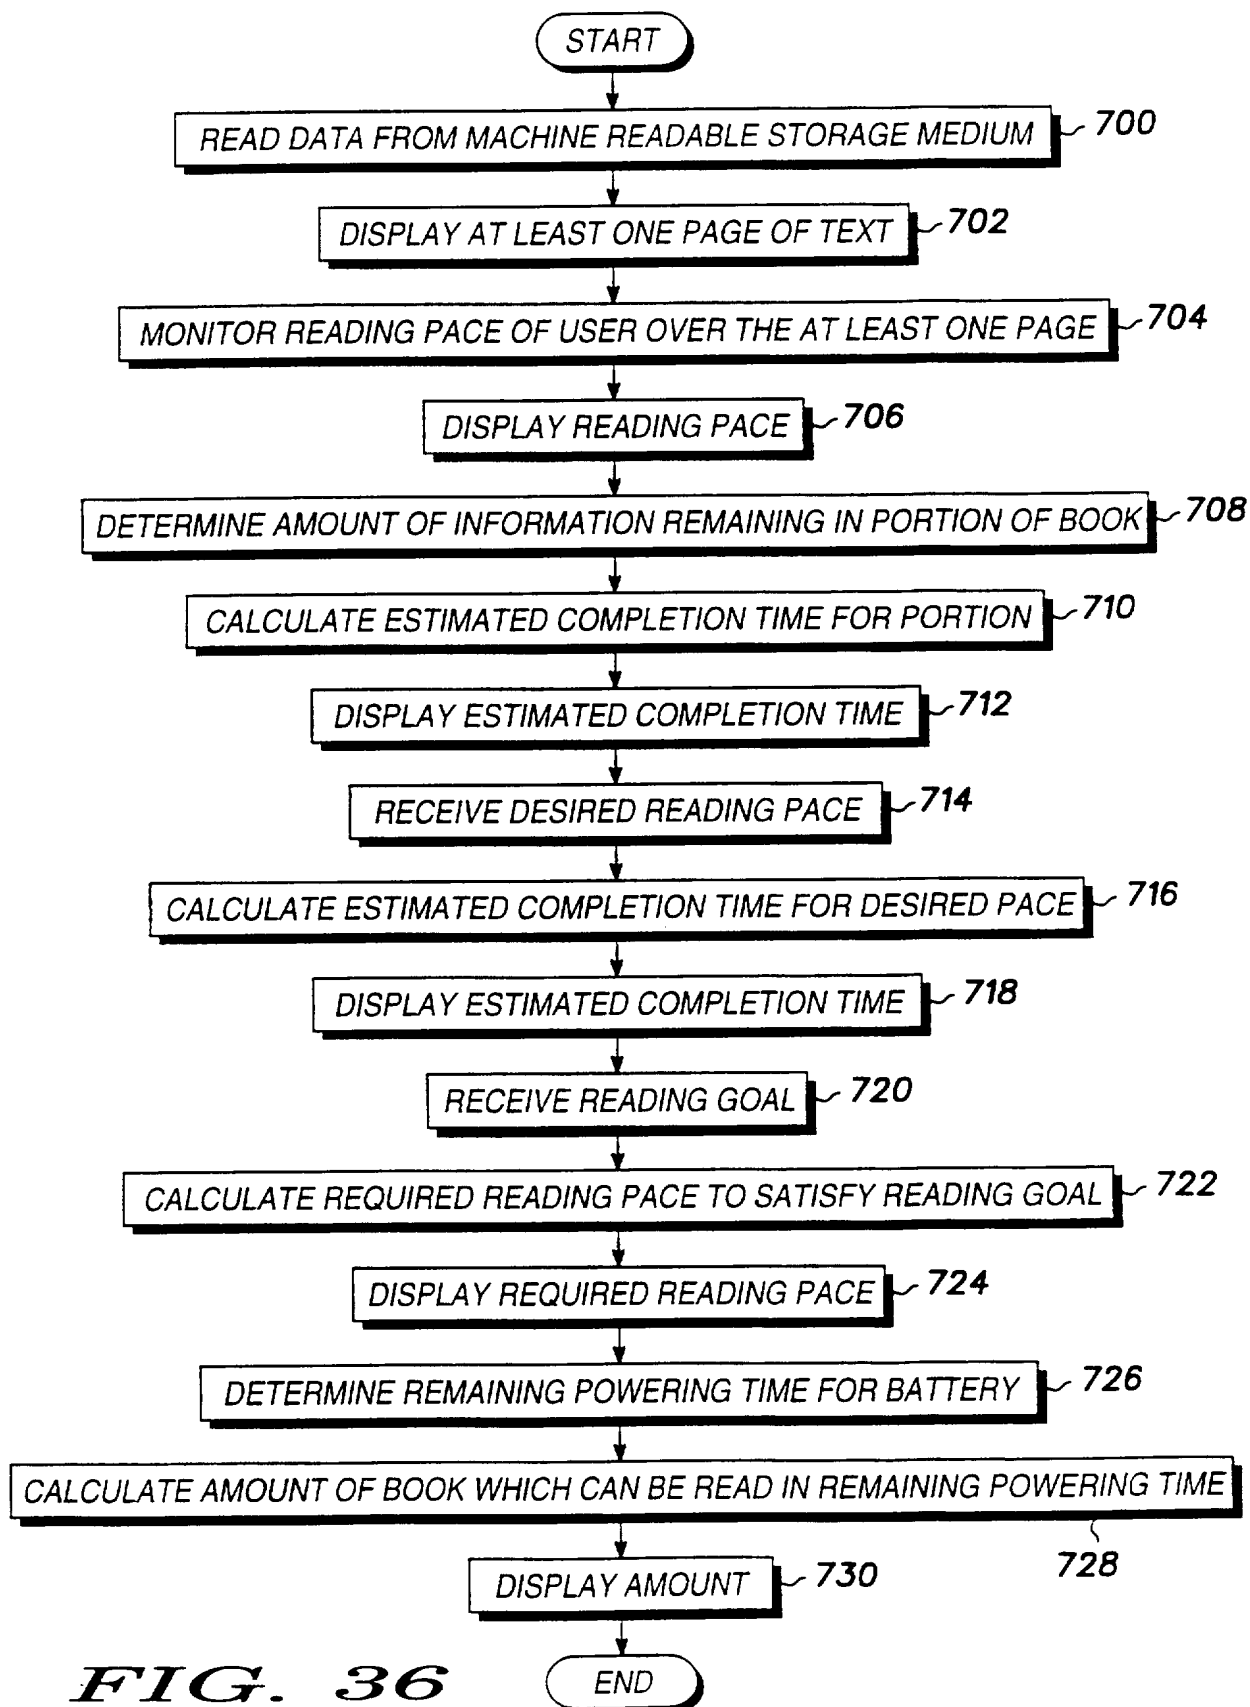 START
READ DATA FROM MACHINE READABLE STORAGE MEDIUM 700
DISPLAY AT LEAST ONE PAGE OF TEXT 702
MONITOR READING PACE OF USER OVER THE AT LEAST ONE PAGE 704
DISPLAY READING PACE 706
DETERMINE AMOUNT OF INFORMATION REMAINING IN PORTION OF BOOK 708
CALCULATE ESTIMATED COMPLETION TIME FOR PORTION 710
DISPLAY ESTIMATED COMPLETION TIME 712
RECEIVE DESIRED READING PACE 714
CALCULATE ESTIMATED COMPLETION TIME FOR DESIRED PACE 716
DISPLAY ESTIMATED COMPLETION TIME 718
RECEIVE READING GOAL 720
CALCULATE REQUIRED READING PACE TO SATISFY READING GOAL 722
DISPLAY REQUIRED READING PACE 724
DETERMINE REMAINING POWERING TIME FOR BATTERY 726
CALCULATE AMOUNT OF BOOK WHICH CAN BE READ IN REMAINING POWERING TIME
728
DISPLAY AMOUNT 730
FIG. 36 END